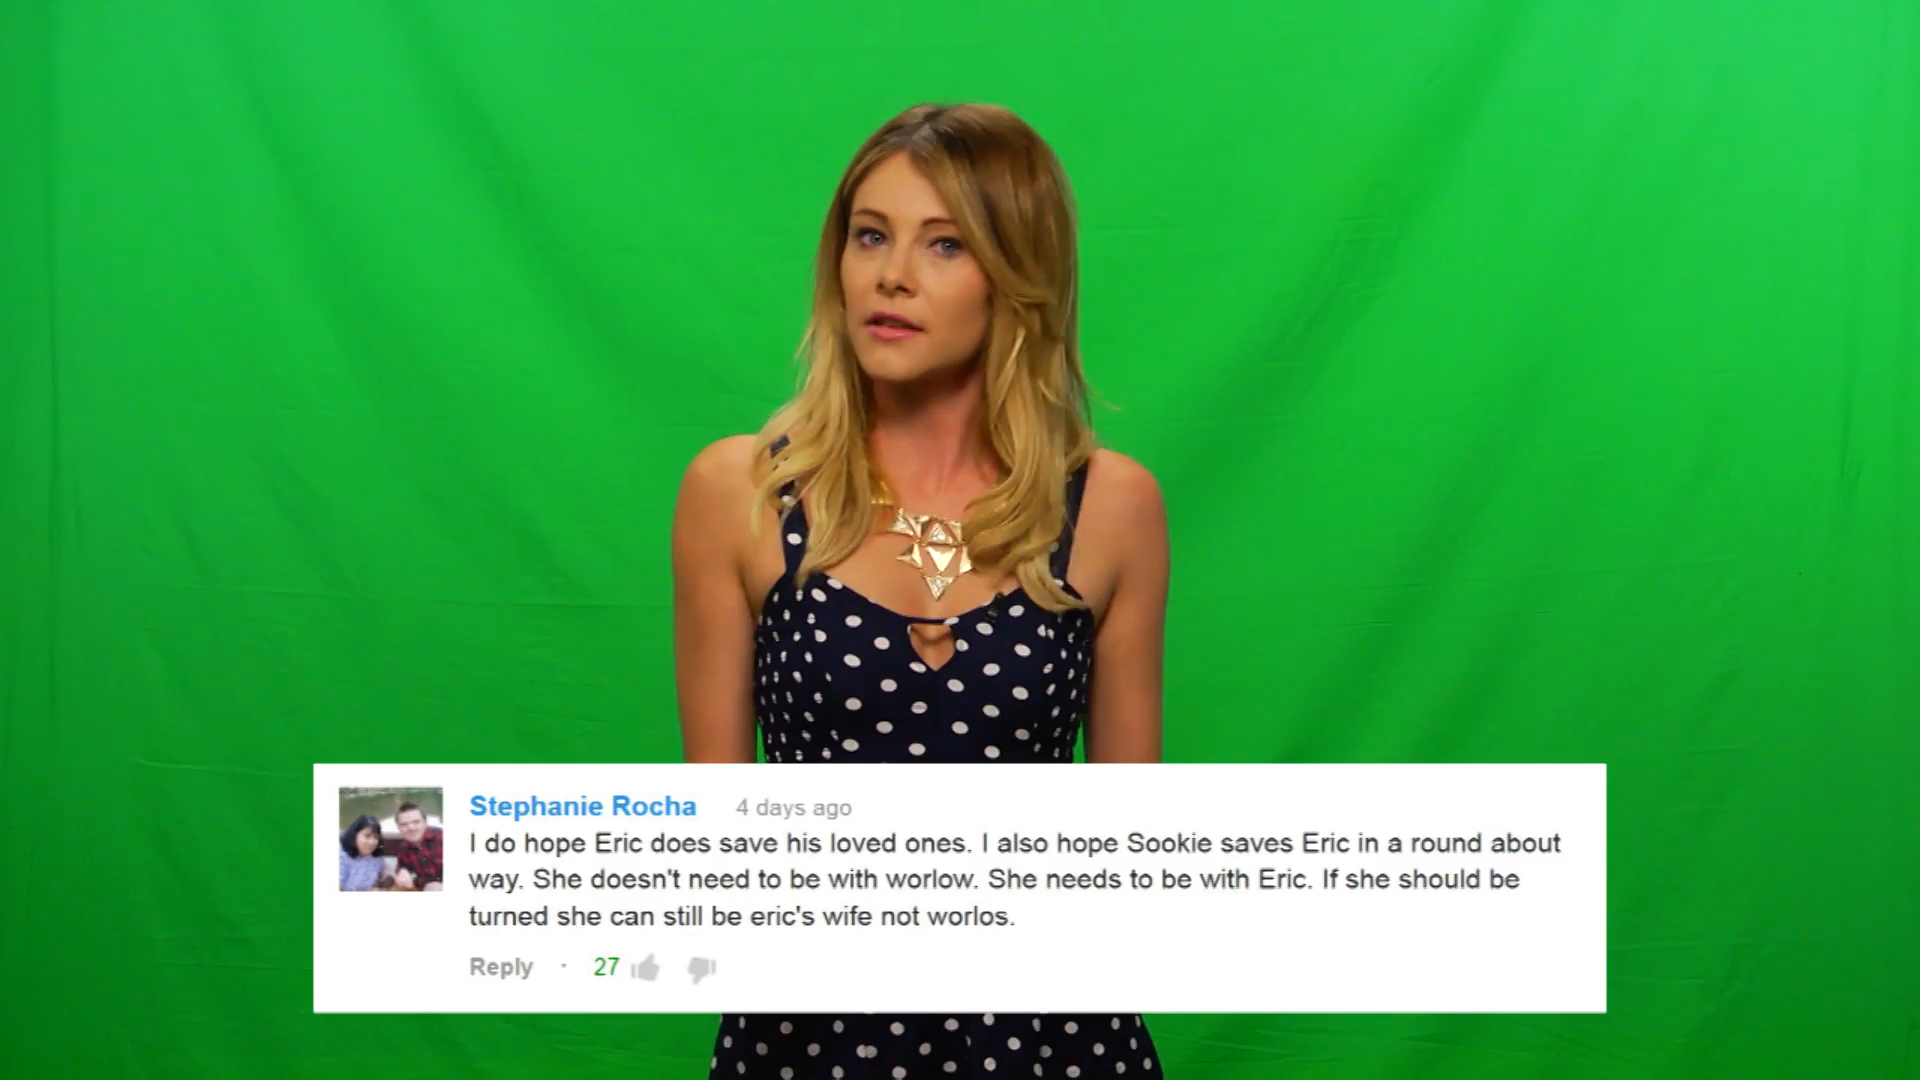 Stephanie Rocha 4 days ago
I do hope Eric does save his loved ones. I also hope Sookie saves Eric in a round about
way. She doesn't need to be with worlow. She needs to be with Eric. If she should be
turned she can still be eric's wife not worlos.
Reply · 27